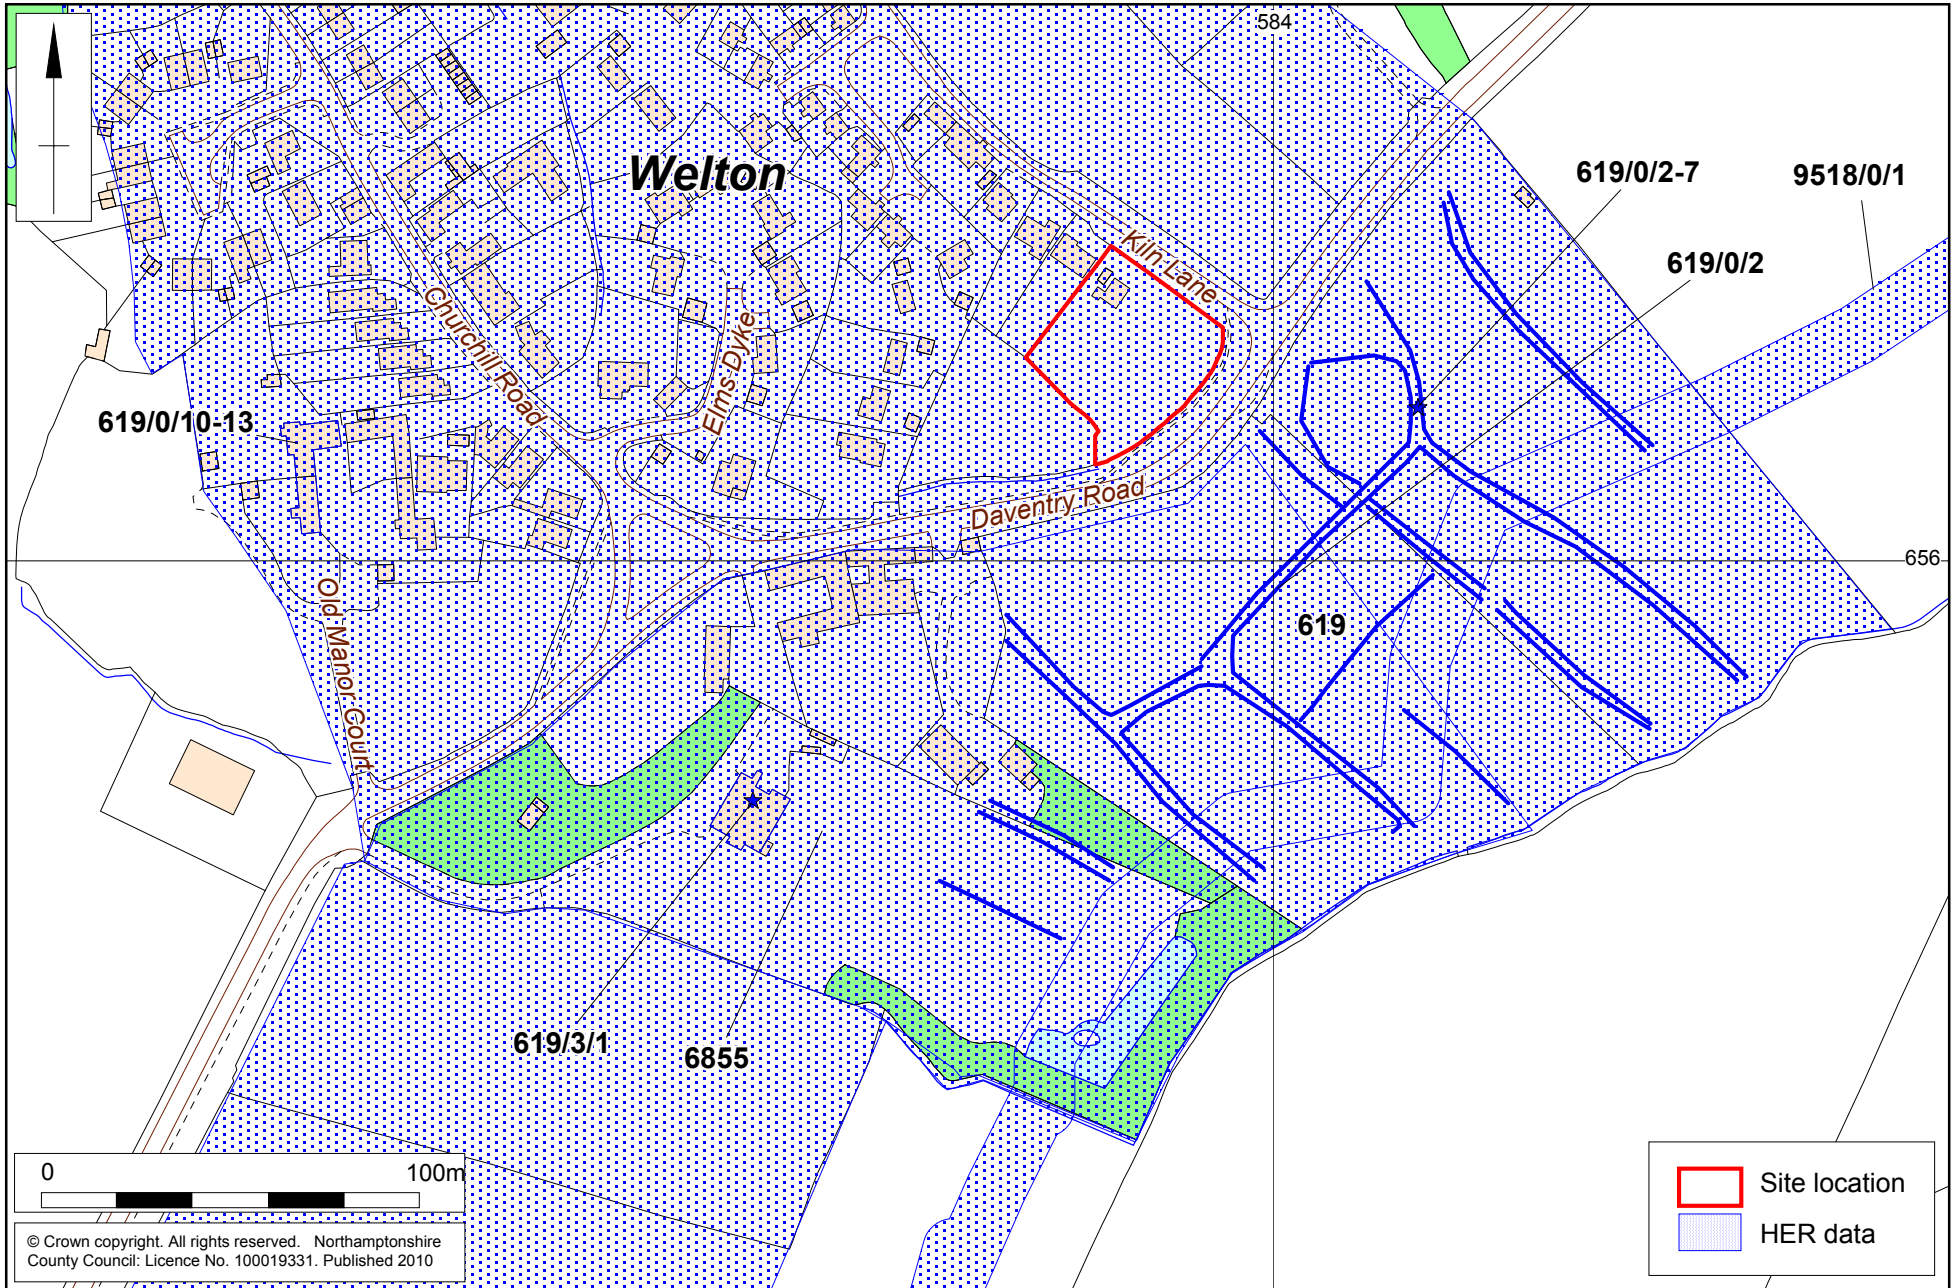 584
Welton
619/0/2-7
9518/0/1
619/0/2
Kiln Lane
Churchill Road
Elms Dyke
619/0/10-13
Daventry Road
656
Old Manor Court
619
619/3/1
6855
0 100m
© Crown copyright. All rights reserved. Northamptonshire
County Council: Licence No. 100019331. Published 2010
Site location
HER data